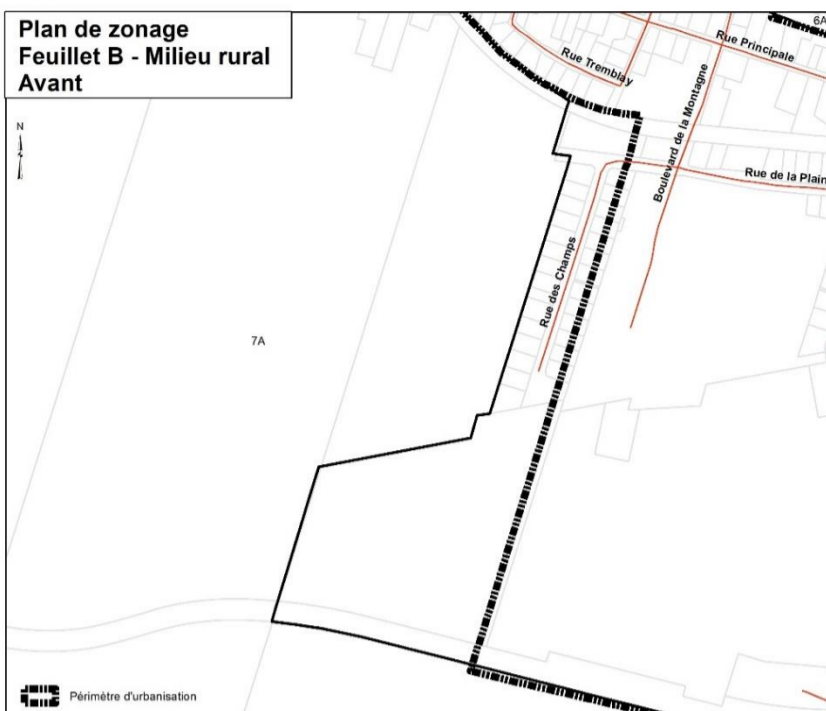 Plan de zonage
Feuillet B - Milieu rural
Avant
6A
Rue Principale
Rue Tremblay
Boulevard de la Montagne
N
Rue de la Plain
Rue des Champs
7A
Périmètre d'urbanisation